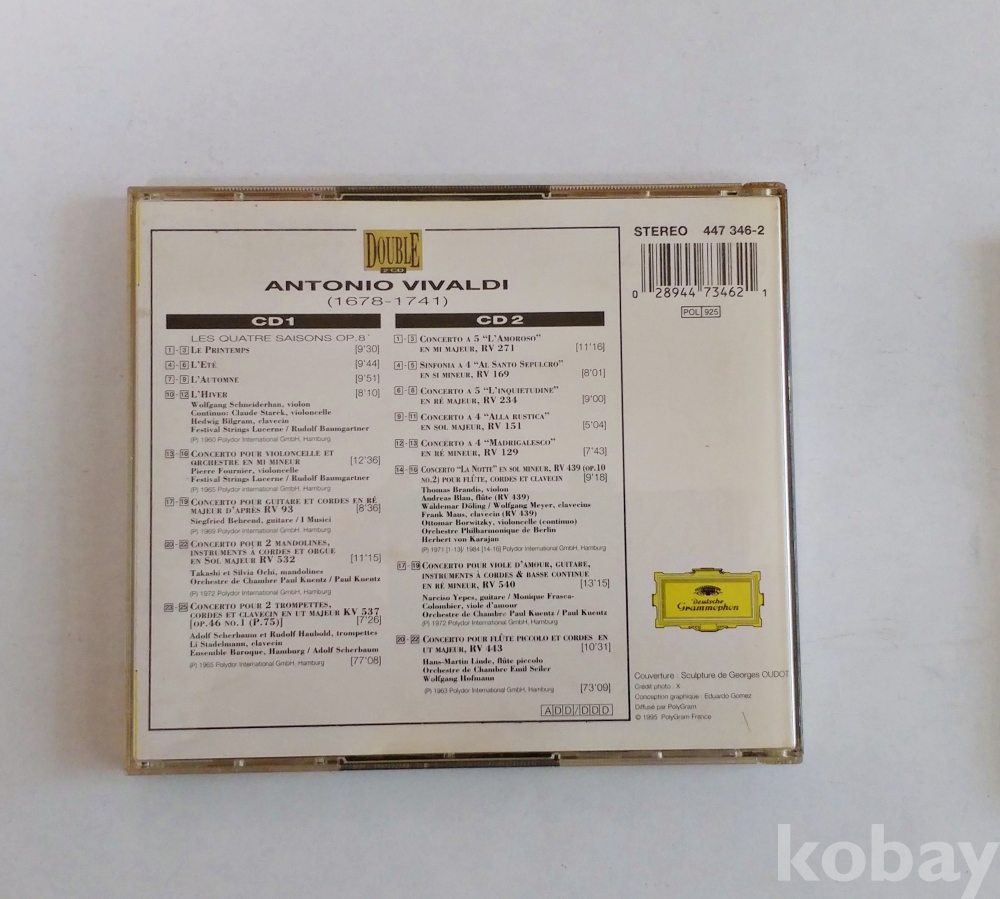 DOUBLE
2 CD
ANTONIO VIVALDI
(1678-1741)
CD 1
LES QUATRE SAISONS OP.8
1 - 3 LE PRINTEMPS [9'30]
4 - 6 L'ETÉ [9'44]
7 - 9 L'AUTOMNE [9'51]
10 - 12 L'HIVER [8'10]
Wolfgang Schneiderhan, violon
Continuo: Claude Starck, violoncelle
Hedwig Bilgram, clavecin
Festival Strings Lucerne / Rudolf Baumgartner
(P) 1960 Polydor International GmbH, Hamburg
13 - 16 CONCERTO POUR VIOLONCELLE ET
ORCHESTRE EN MI MINEUR [12'36]
Pierre Fournier, violoncelle
Festival Strings Lucerne / Rudolf Baumgartner
(P) 1965 Polydor International GmbH, Hamburg
17 - 19 CONCERTO POUR GUITARE ET CORDES EN RÉ
MAJEUR D'APRÈS RV 93 [8'36]
Siegfried Behrend, guitare / I Musici
(P) 1969 Polydor International GmbH, Hamburg
20 - 22 CONCERTO POUR 2 MANDOLINES,
INSTRUMENTS À CORDES ET ORGUE
EN SOL MAJEUR RV 532 [11'15]
Takashi et Silvia Ochi, mandolines
Orchestre de Chambre Paul Kuentz / Paul Kuentz
(P) 1972 Polydor International GmbH, Hamburg
23 - 25 CONCERTO POUR 2 TROMPETTES,
CORDES ET CLAVECIN EN UT MAJEUR KV 537
[OP.46 NO.1 (P.75)] [7'26]
Adolf Scherbaum et Rudolf Haubold, trompettes
Li Stadelmann, clavecin
Ensemble Baroque, Hamburg / Adolf Scherbaum
(P) 1965 Polydor International GmbH, Hamburg [77'08]
CD 2
1 - 3 CONCERTO A 5 "L'AMOROSO"
EN MI MAJEUR, RV 271 [11'16]
4 - 5 SINFONIA A 4 "AL SANTO SEPULCRO"
EN SI MINEUR, RV 169 [8'01]
6 - 8 CONCERTO A 5 "L'INQUIETUDINE"
EN RÉ MAJEUR, RV 234 [9'00]
9 - 11 CONCERTO A 4 "ALLA RUSTICA"
EN SOL MAJEUR, RV 151 [5'04]
12 - 13 CONCERTO A 4 "MADRIGALESCO"
EN RÉ MINEUR, RV 129 [7'43]
14 - 16 CONCERTO "LA NOTTE" EN SOL MINEUR, RV 439 (OP.10
NO.2) POUR FLÛTE, CORDES ET CLAVECIN [9'18]
Thomas Brandis, violon
Andreas Blau, flûte (RV 439)
Waldemar Döling / Wolfgang Meyer, clavecins
Frank Maus, clavecin (RV 439)
Ottomar Borwitzky, violoncelle (continuo)
Orchestre Philharmonique de Berlin
Herbert von Karajan
(P) 1971 [1-13]/ 1984 [14-16] Polydor International GmbH, Hamburg
17 - 19 CONCERTO POUR VIOLE D'AMOUR, GUITARE,
INSTRUMENTS À CORDES & BASSE CONTINUE
EN RÉ MINEUR, RV 540 [13'15]
Narciso Yepes, guitare / Monique Frasca-
Colombier, viole d'amour
Orchestre de Chambre Paul Kuentz / Paul Kuentz
(P) 1972 Polydor International GmbH, Hamburg
20 - 22 CONCERTO POUR FLÛTE PICCOLO ET CORDES EN
UT MAJEUR, RV 443 [10'31]
Hans-Martin Linde, flûte piccolo
Orchestre de Chambre Emil Seiler
Wolfgang Hofmann
(P) 1963 Polydor International GmbH, Hamburg [73'09]
ADD/DDD
STEREO 447 346-2
0 28944 73462 1
POL 925
Deutsche
Grammophon
Couverture : Sculpture de Georges OUDOT
Crédit photo : X
Conception graphique : Eduardo Gomez
Diffusé par PolyGram
© 1995 PolyGram France
kobay